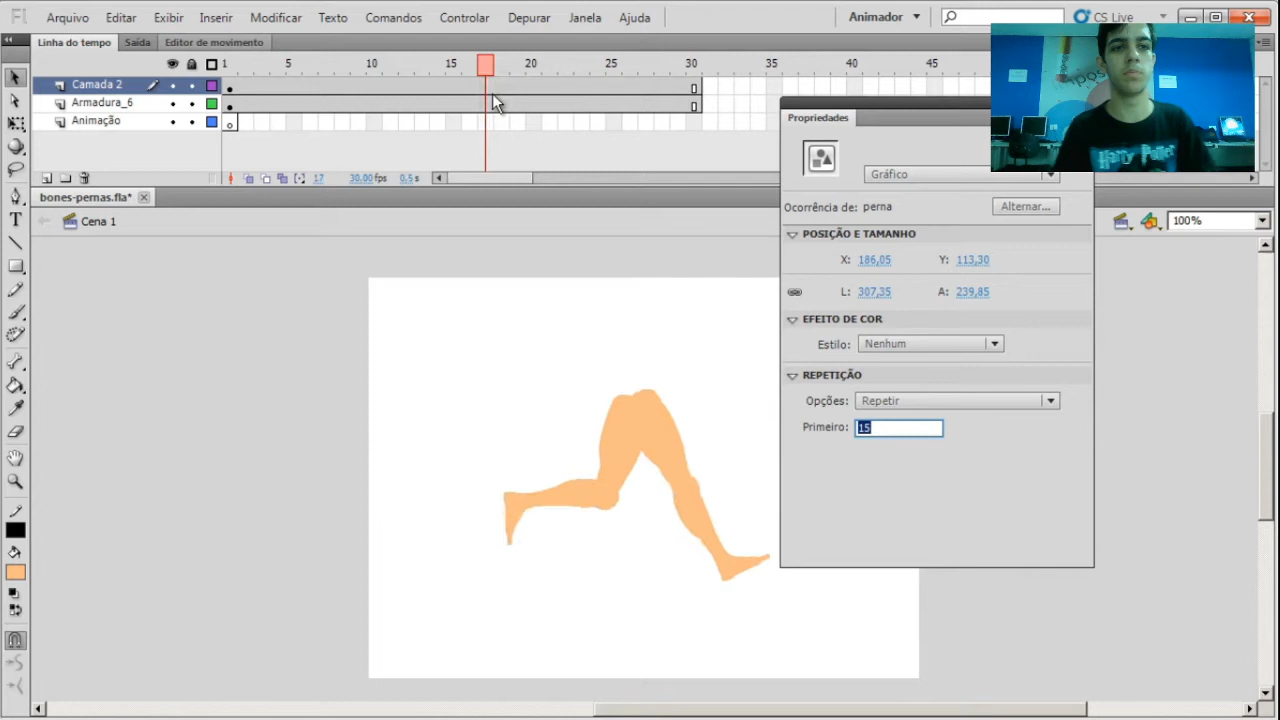 Fl Arquivo Editar Exibir Inserir Modificar Texto Comandos Controlar Depurar Janela Ajuda Animador CS Live
Linha do tempo Saída Editor de movimento
1 5 10 15 20 25 30 35 40 45
Camada 2
Armadura_6
Animação
17 30.00 fps 0.5 s
bones-pernas.fla*
Cena 1
100%
Propriedades
Gráfico
Ocorrência de: perna Alternar...
POSIÇÃO E TAMANHO
X: 186,05 Y: 113,30
L: 307,35 A: 239,85
EFEITO DE COR
Estilo: Nenhum
REPETIÇÃO
Opções: Repetir
Primeiro: 15
Harry Potter